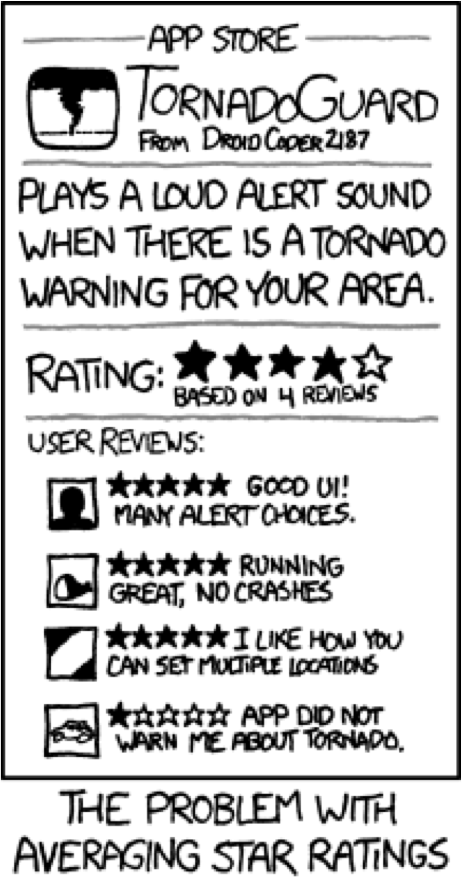 APP STORE
TORNADOGUARD
FROM DROIDCODER2187
PLAYS A LOUD ALERT SOUND
WHEN THERE IS A TORNADO
WARNING FOR YOUR AREA.
RATING: ★★★★☆
BASED ON 4 REVIEWS
USER REVIEWS:
★★★★★ GOOD UI!
MANY ALERT CHOICES.
★★★★★ RUNNING
GREAT, NO CRASHES
★★★★★ I LIKE HOW YOU
CAN SET MULTIPLE LOCATIONS
★☆☆☆☆ APP DID NOT
WARN ME ABOUT TORNADO.
THE PROBLEM WITH
AVERAGING STAR RATINGS